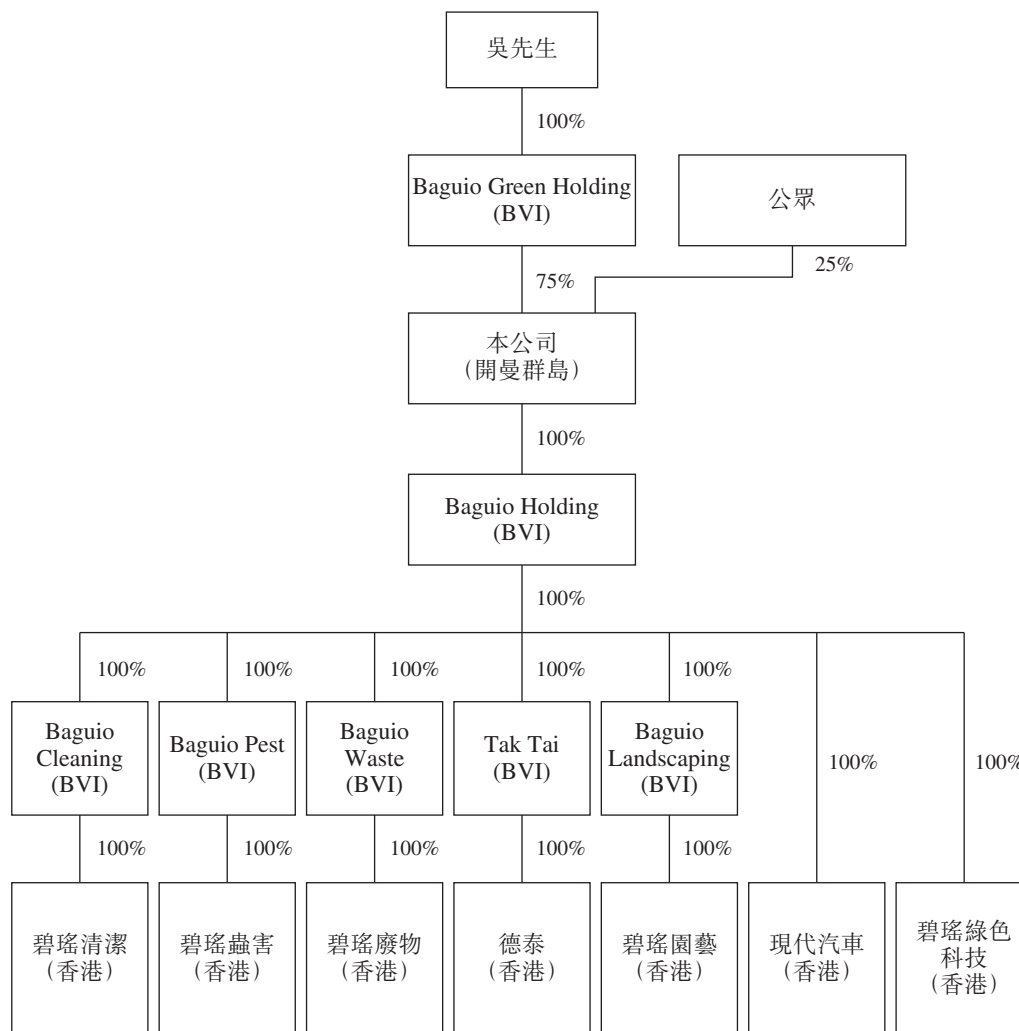 吳先生
100%
Baguio Green Holding
(BVI)
公眾
75%
25%
本公司
(開曼群島)
100%
Baguio Holding
(BVI)
100%
100%
100%
100%
100%
100%
Baguio
Cleaning
(BVI)
Baguio Pest
(BVI)
Baguio
Waste
(BVI)
Tak Tai
(BVI)
Baguio
Landscaping
(BVI)
100%
100%
100%
100%
100%
100%
100%
碧瑤清潔
(香港)
碧瑤蟲害
(香港)
碧瑤廢物
(香港)
德泰
(香港)
碧瑤園藝
(香港)
現代汽車
(香港)
碧瑤綠色
科技
(香港)